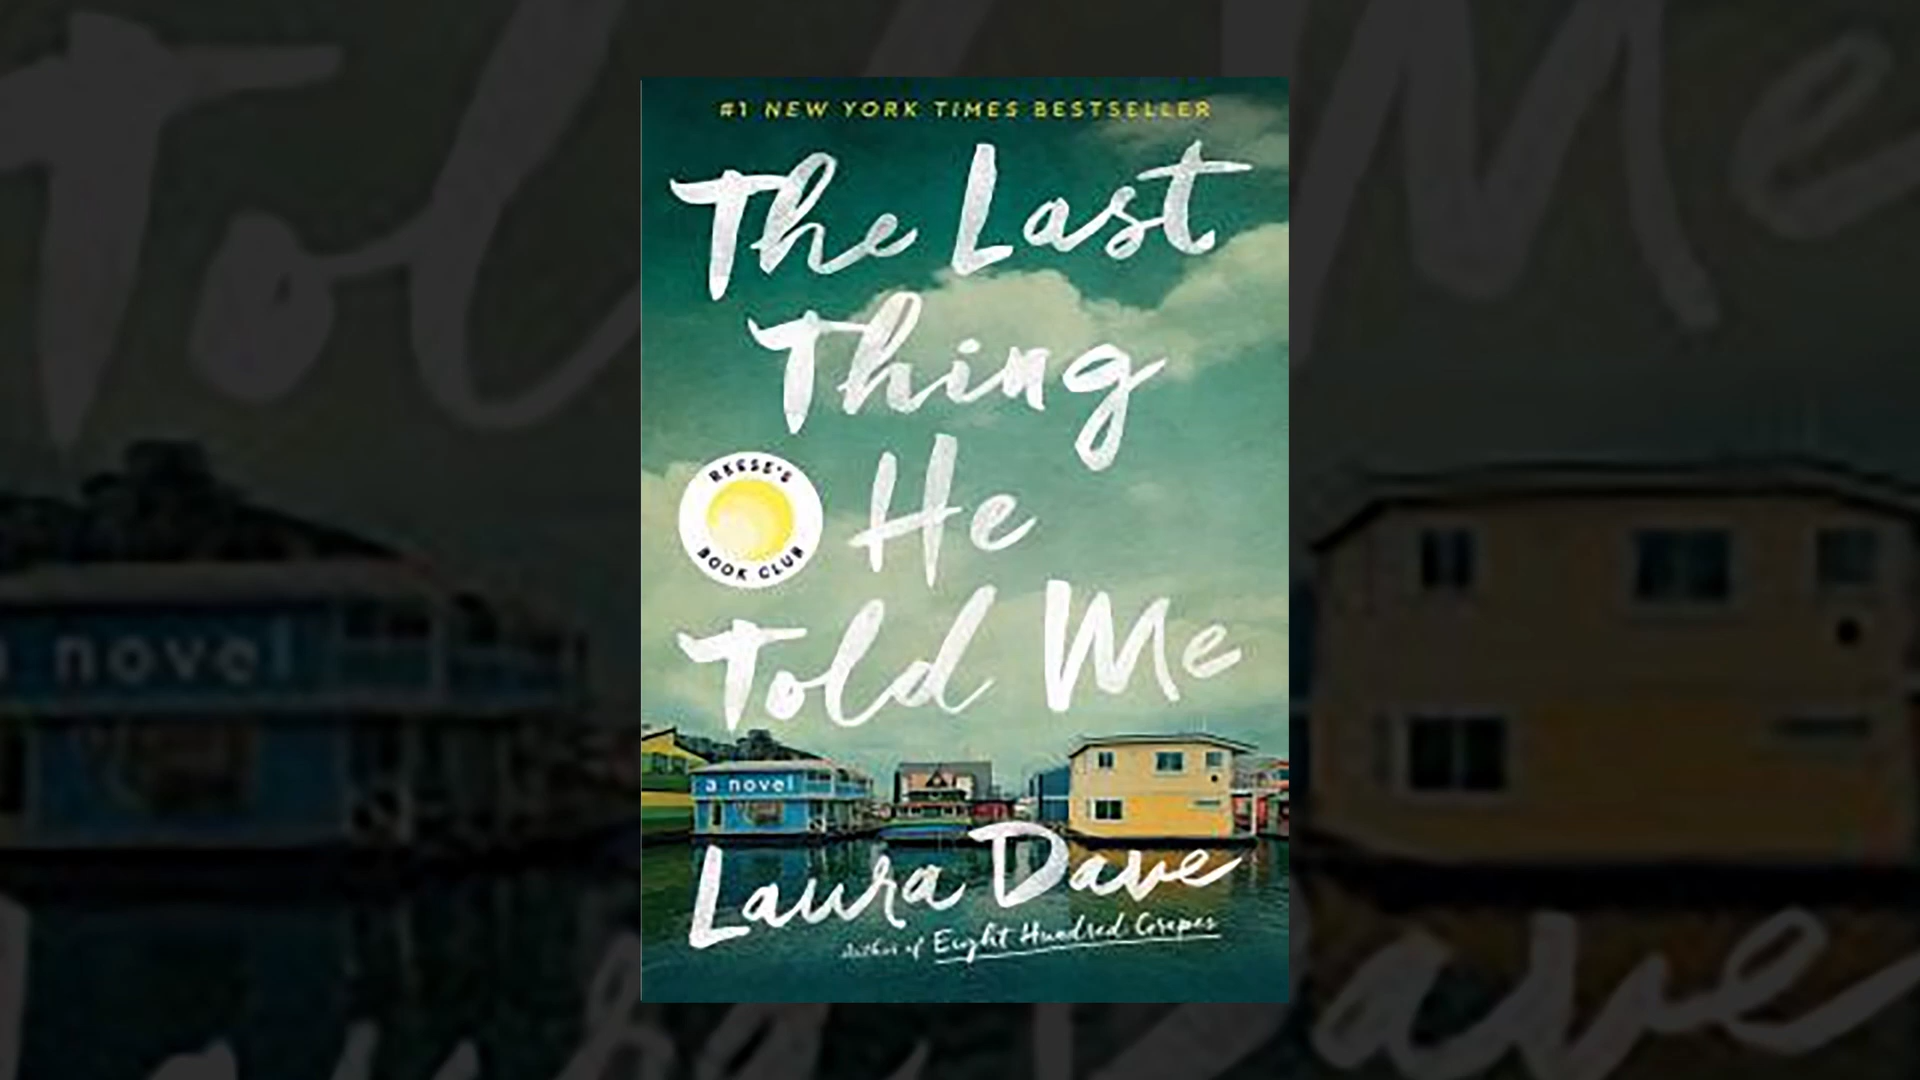 #1 NEW YORK TIMES BESTSELLER
The Last
Thing
He
Told Me
REESE'S
BOOK CLUB
a novel
Laura Dave
author of Eight Hundred Grapes